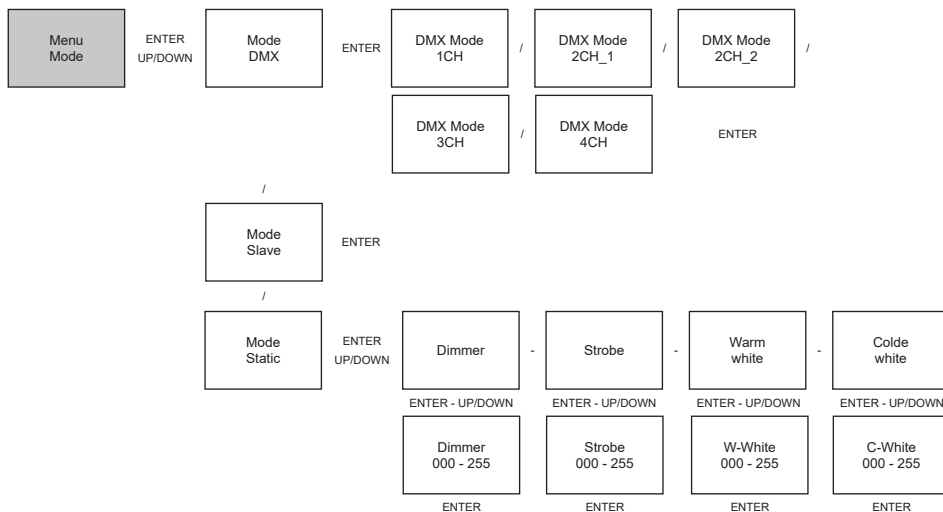 Menu
Mode
ENTER
UP/DOWN
Mode
DMX
ENTER
DMX Mode
1CH
/
DMX Mode
2CH_1
/
DMX Mode
2CH_2
/
DMX Mode
3CH
/
DMX Mode
4CH
ENTER
/
Mode
Slave
ENTER
/
Mode
Static
ENTER
UP/DOWN
Dimmer
-
Strobe
-
Warm
white
-
Colde
white
ENTER - UP/DOWN
ENTER - UP/DOWN
ENTER - UP/DOWN
ENTER - UP/DOWN
Dimmer
000 - 255
Strobe
000 - 255
W-White
000 - 255
C-White
000 - 255
ENTER
ENTER
ENTER
ENTER